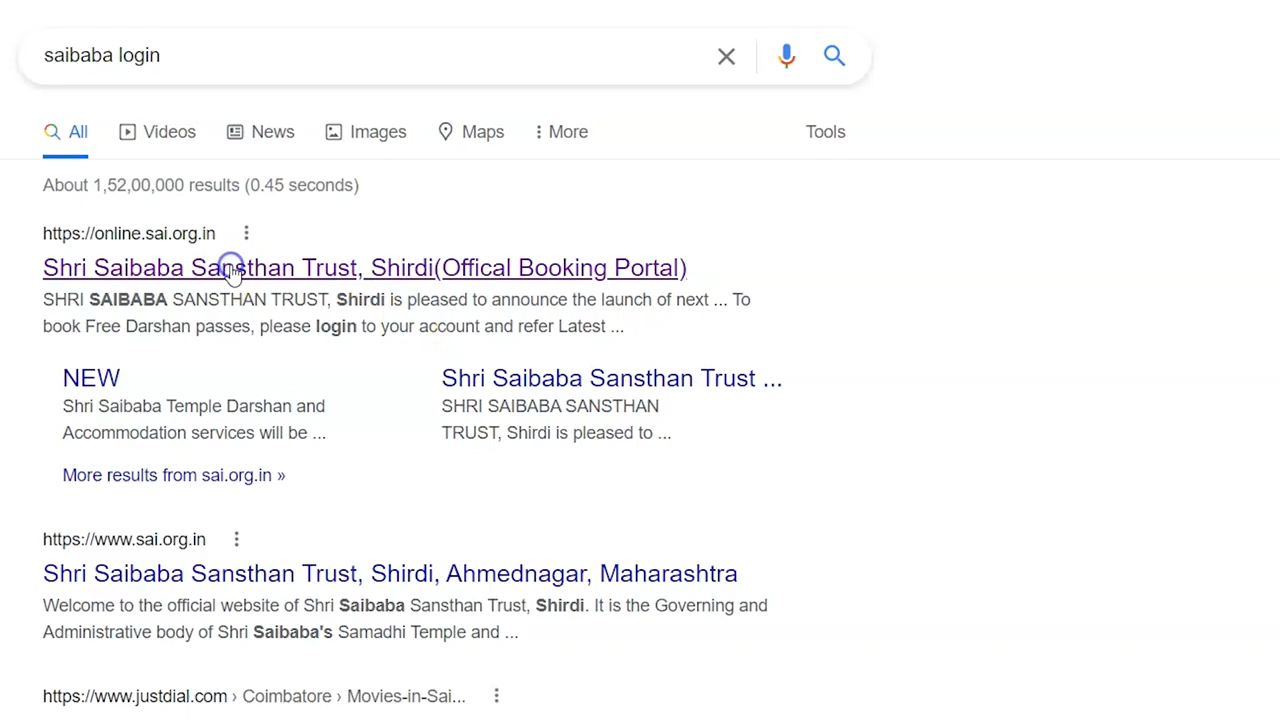 saibaba login
All Videos News Images Maps More Tools
About 1,52,00,000 results (0.45 seconds)
https://online.sai.org.in
Shri Saibaba Sansthan Trust, Shirdi(Offical Booking Portal)
SHRI SAIBABA SANSTHAN TRUST, Shirdi is pleased to announce the launch of next ... To
book Free Darshan passes, please login to your account and refer Latest ...
NEW
Shri Saibaba Temple Darshan and
Accommodation services will be ...
Shri Saibaba Sansthan Trust ...
SHRI SAIBABA SANSTHAN
TRUST, Shirdi is pleased to ...
More results from sai.org.in »
https://www.sai.org.in
Shri Saibaba Sansthan Trust, Shirdi, Ahmednagar, Maharashtra
Welcome to the official website of Shri Saibaba Sansthan Trust, Shirdi. It is the Governing and
Administrative body of Shri Saibaba's Samadhi Temple and ...
https://www.justdial.com › Coimbatore › Movies-in-Sai...